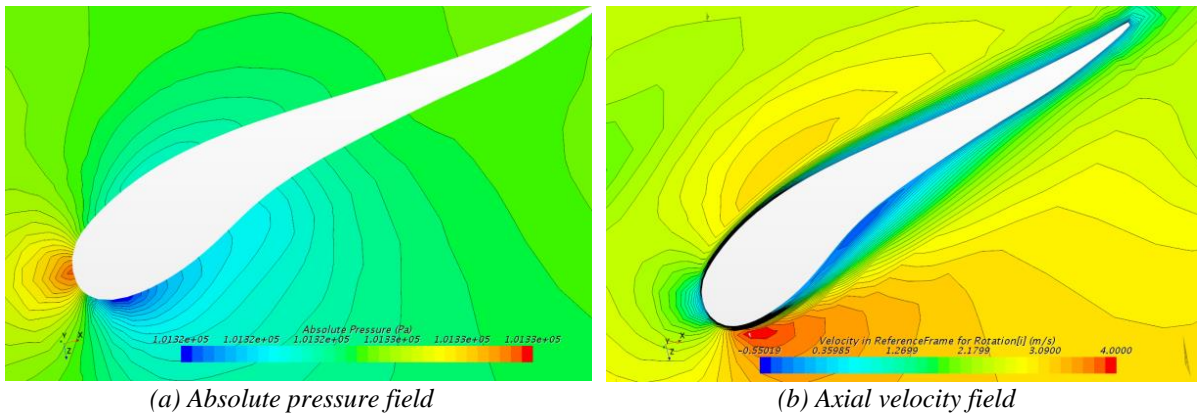 Absolute Pressure (Pa)
1.0132e+05 1.0132e+05 1.0132e+05 1.0133e+05 1.0133e+05 1.0133e+05
Y X
Z
Velocity in ReferenceFrame for Rotation[i] (m/s)
-0.55019 0.35985 1.2699 2.1799 3.0900 4.0000
Y X
Z
(a) Absolute pressure field
(b) Axial velocity field